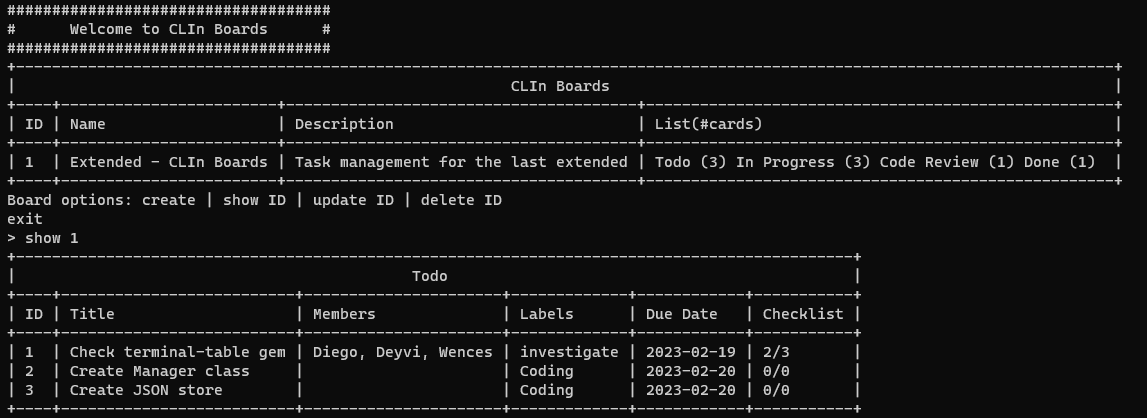 ####################################
#      Welcome to CLIn Boards      #
####################################
+--------------------------------------------------------------------------------------------------------------------------+
|                                                       CLIn Boards                                                        |
+----+------------------------+---------------------------------------+----------------------------------------------------+
| ID | Name                   | Description                           | List(#cards)                                       |
+----+------------------------+---------------------------------------+----------------------------------------------------+
| 1  | Extended - CLIn Boards | Task management for the last extended | Todo (3) In Progress (3) Code Review (1) Done (1)  |
+----+------------------------+---------------------------------------+----------------------------------------------------+
Board options: create | show ID | update ID | delete ID
exit
> show 1
+---------------------------------------------------------------------------------------------+
|                                            Todo                                             |
+----+--------------------------+----------------------+-------------+------------+-----------+
| ID | Title                    | Members              | Labels      | Due Date   | Checklist |
+----+--------------------------+----------------------+-------------+------------+-----------+
| 1  | Check terminal-table gem | Diego, Deyvi, Wences | investigate | 2023-02-19 | 2/3       |
| 2  | Create Manager class     |                      | Coding      | 2023-02-20 | 0/0       |
| 3  | Create JSON store        |                      | Coding      | 2023-02-20 | 0/0       |
+----+--------------------------+----------------------+-------------+------------+-----------+